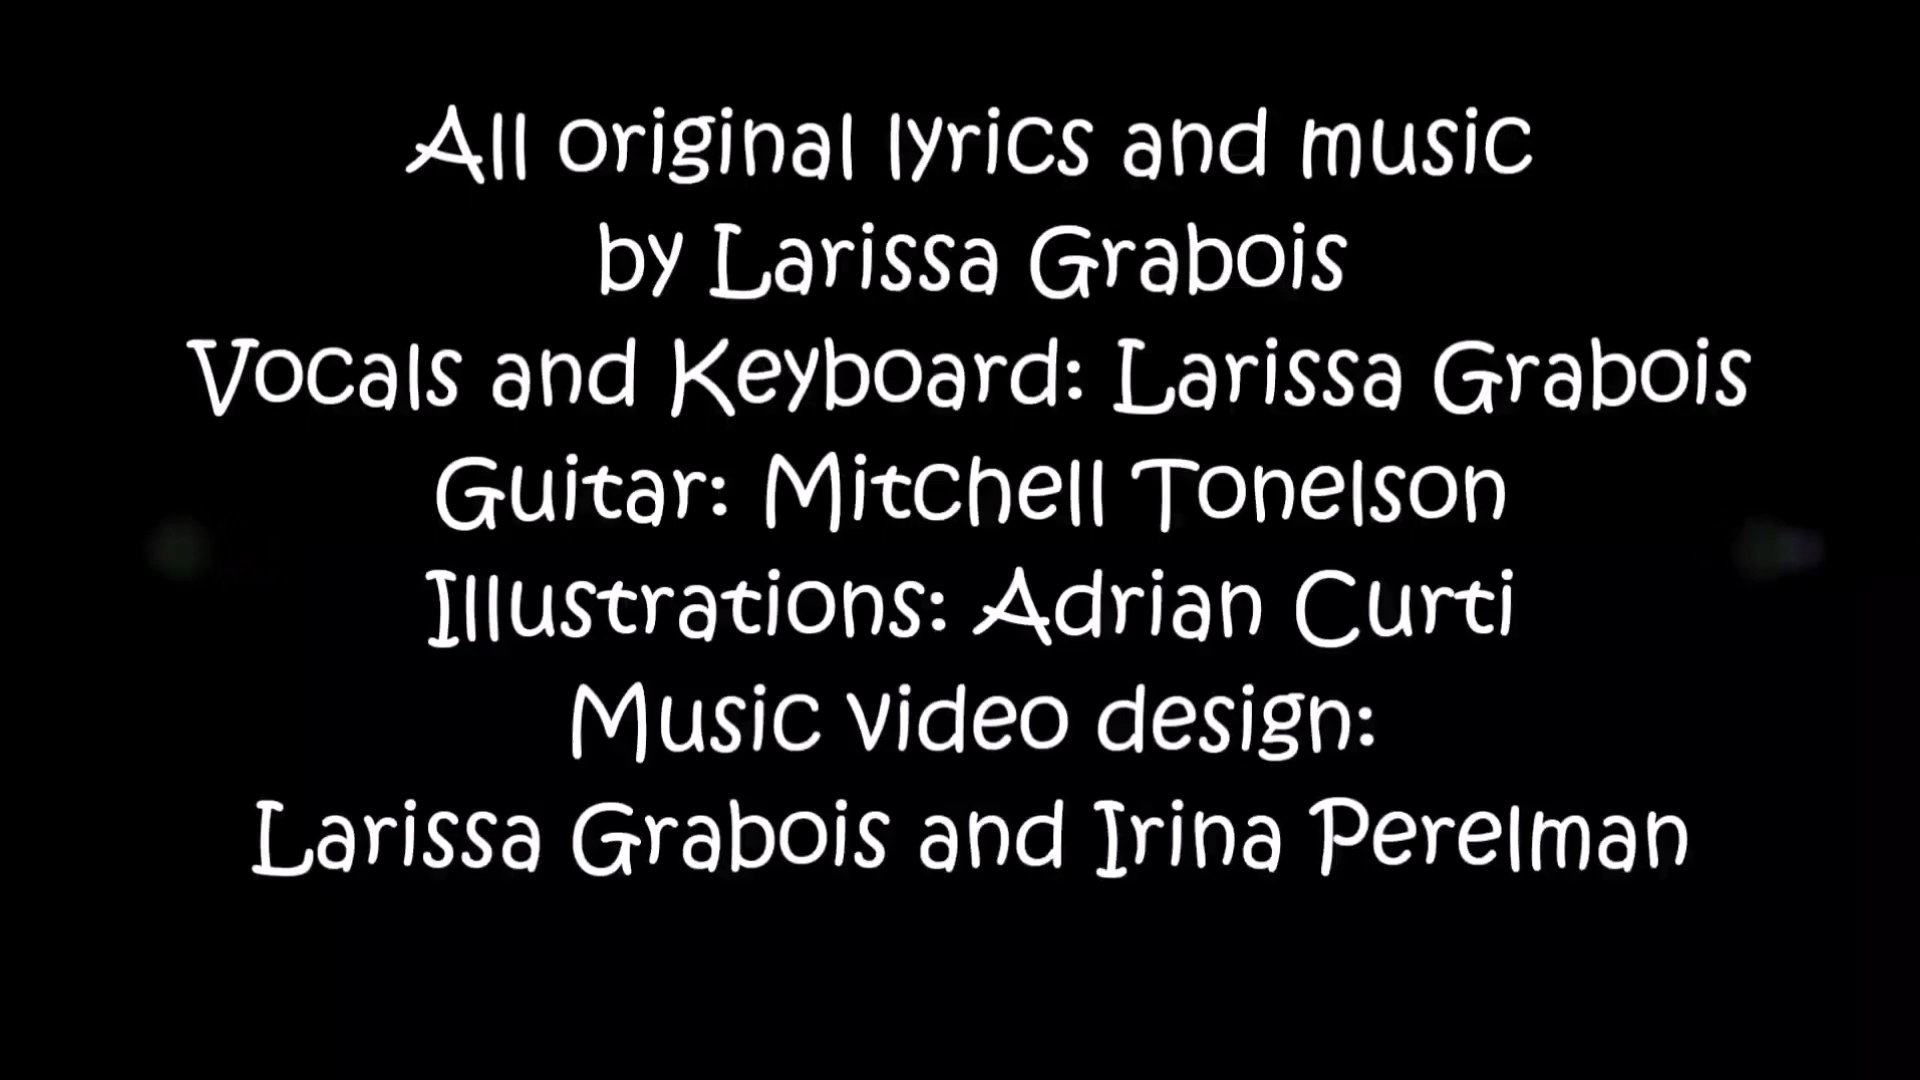 All original lyrics and music
by Larissa Grabois
Vocals and Keyboard: Larissa Grabois
Guitar: Mitchell Tonelson
Illustrations: Adrian Curti
Music video design:
Larissa Grabois and Irina Perelman